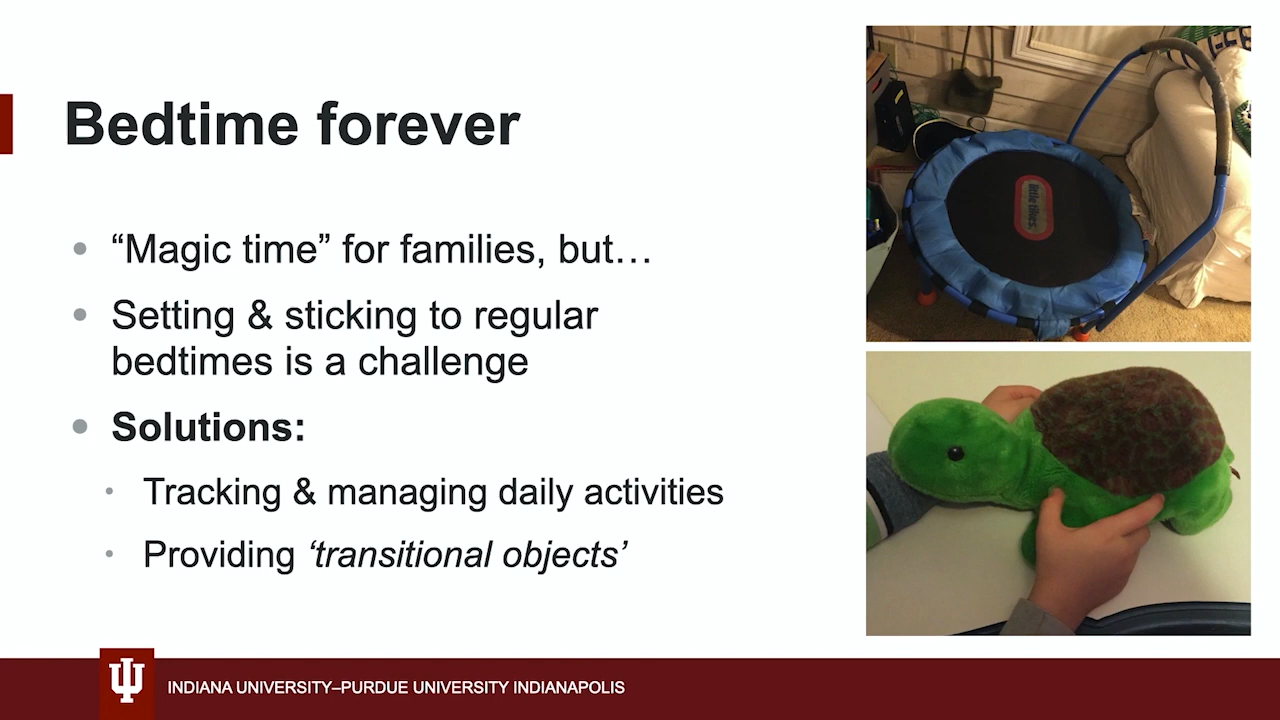 Bedtime forever
“Magic time” for families, but…
Setting & sticking to regular
bedtimes is a challenge
Solutions:
Tracking & managing daily activities
Providing ‘transitional objects’
little tikes
INDIANA UNIVERSITY–PURDUE UNIVERSITY INDIANAPOLIS